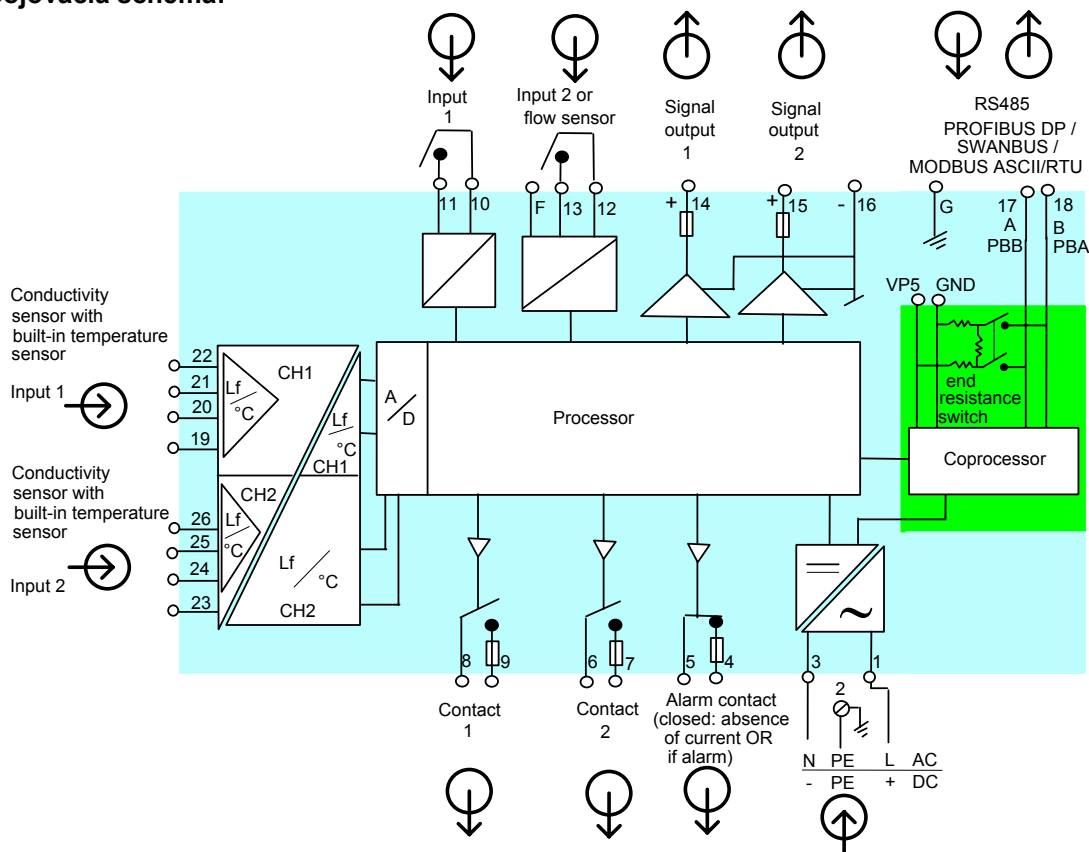 Input
1
Input 2 or
flow sensor
Signal
output
1
Signal
output
2
RS485
PROFIBUS DP /
SWANBUS /
MODBUS ASCII/RTU
11 10
F 13 12
+ 14
+ 15
- 16
G
17
A
PBB
18
B
PBA
VP5 GND
end
resistance
switch
Coprocessor
Conductivity
sensor with
built-in temperature
sensor
Input 1
22
21
20
19
Lf
°C
CH1
Lf
°C
CH1
A
D
Processor
Conductivity
sensor with
built-in temperature
sensor
Input 2
26
25
24
23
CH2
Lf
°C
Lf
°C
CH2
~
8 9
6 7
5 4
3 1
2
Contact
1
Contact
2
Alarm contact
(closed: absence
of current OR
if alarm)
N PE L AC
- PE + DC